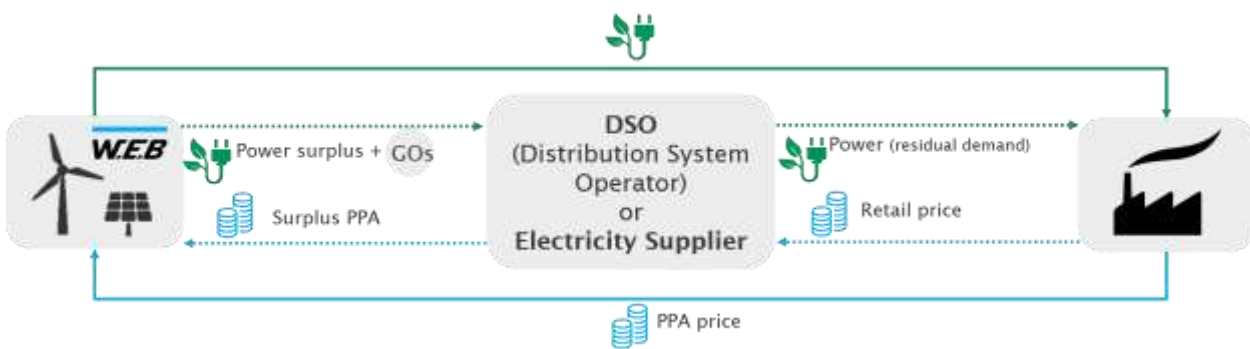 W.E.B
Power surplus + GOs
Surplus PPA
DSO
(Distribution System
Operator)
or
Electricity Supplier
Power (residual demand)
Retail price
PPA price